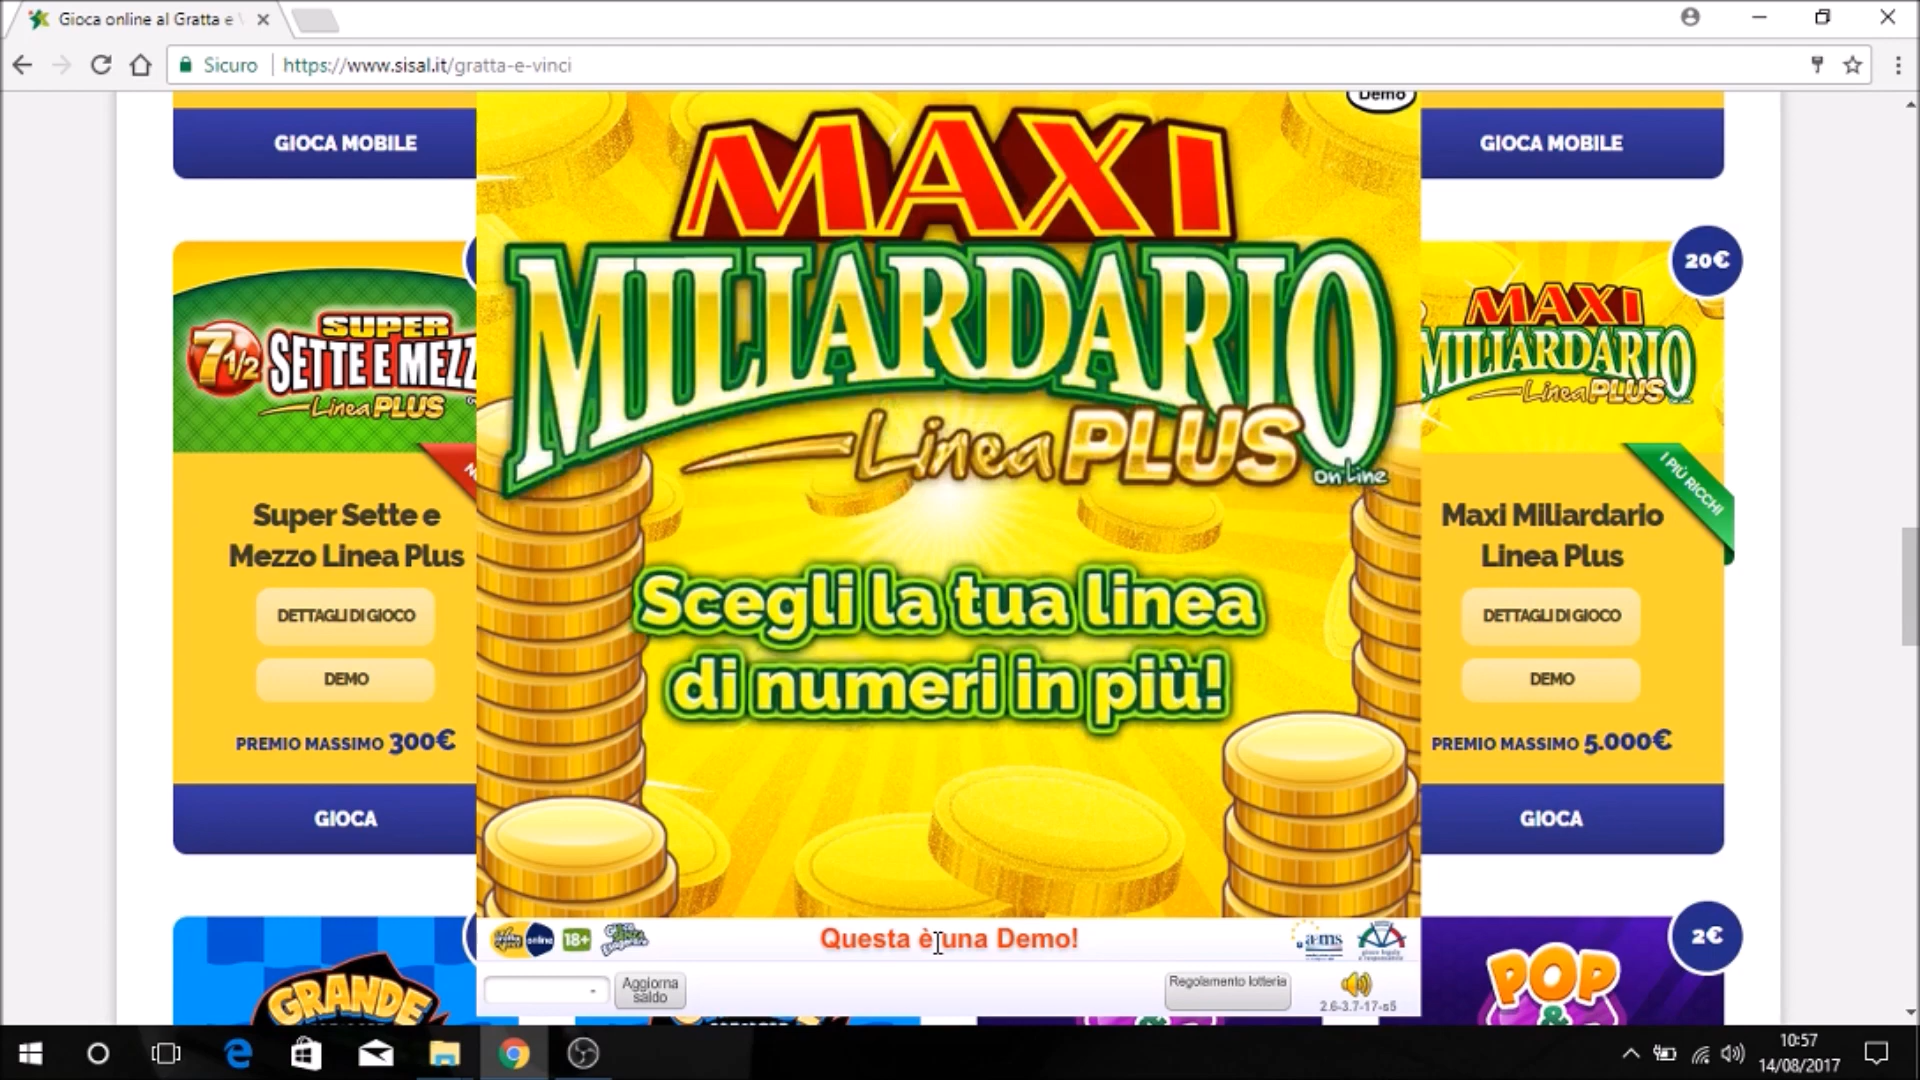 Gioca online al Gratta e
Sicuro
https://www.sisal.it/gratta-e-vinci
GIOCA MOBILE
Demo
GIOCA MOBILE
MAXI
MILIARDARIO
Linea PLUS
on Line
Scegli la tua linea
di numeri in più!
7 1/2
SUPER
SETTE E MEZZ
Linea PLUS
Super Sette e
Mezzo Linea Plus
DETTAGLI DI GIOCO
DEMO
PREMIO MASSIMO 300€
GIOCA
20€
MAXI
MILIARDARIO
Linea PLUS
I PIÙ RICCHI
Maxi Miliardario
Linea Plus
DETTAGLI DI GIOCO
DEMO
PREMIO MASSIMO 5.000€
GIOCA
GRANDE
online
18+
Questa è una Demo!
aams
2€
POP
&
Aggiorna
saldo
Regolamento lotteria
2.6-3.7-17-s5
10:57
14/08/2017